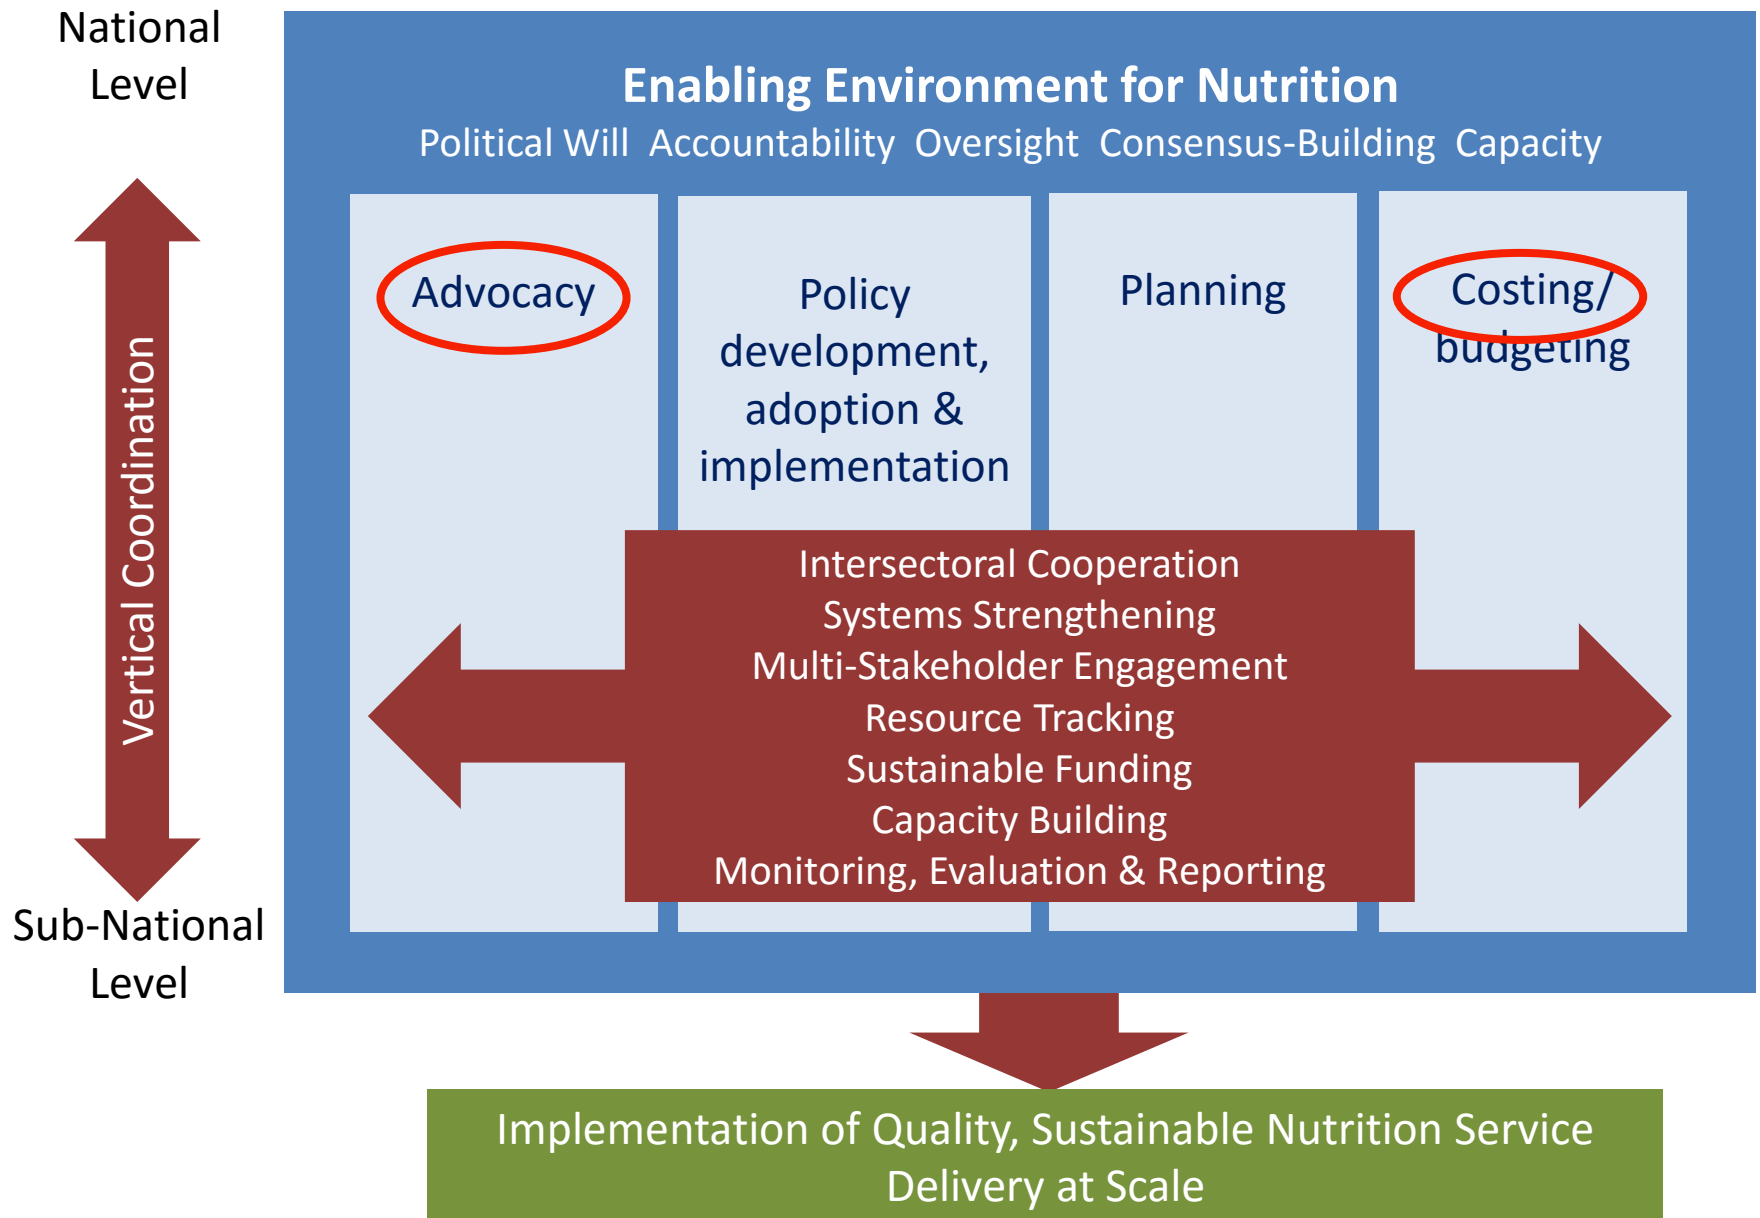 National
Level
Enabling Environment for Nutrition
Political Will Accountability Oversight Consensus-Building Capacity
Advocacy
Policy
development,
adoption &
implementation
Planning
Costing/
budgeting
Vertical Coordination
Intersectoral Cooperation
Systems Strengthening
Multi-Stakeholder Engagement
Resource Tracking
Sustainable Funding
Capacity Building
Monitoring, Evaluation & Reporting
Sub-National
Level
Implementation of Quality, Sustainable Nutrition Service
Delivery at Scale